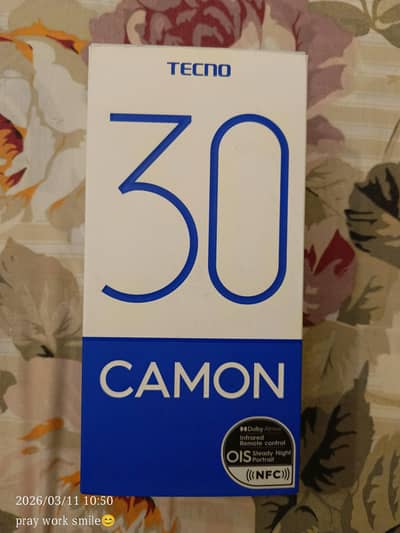 TECNO
30
CAMON
Dolby Atmos
Infrared
Remote control
OIS Steady Night
Portrait
NFC
2026/03/11 10:50
pray work smile😊